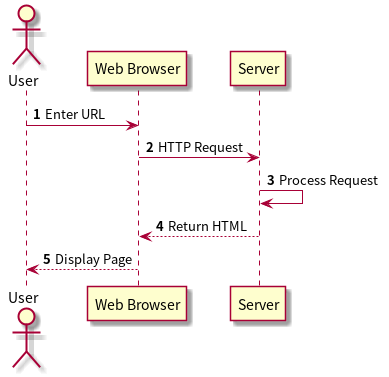 User
Web Browser
Server
1 Enter URL
2 HTTP Request
3 Process Request
4 Return HTML
5 Display Page
User
Web Browser
Server